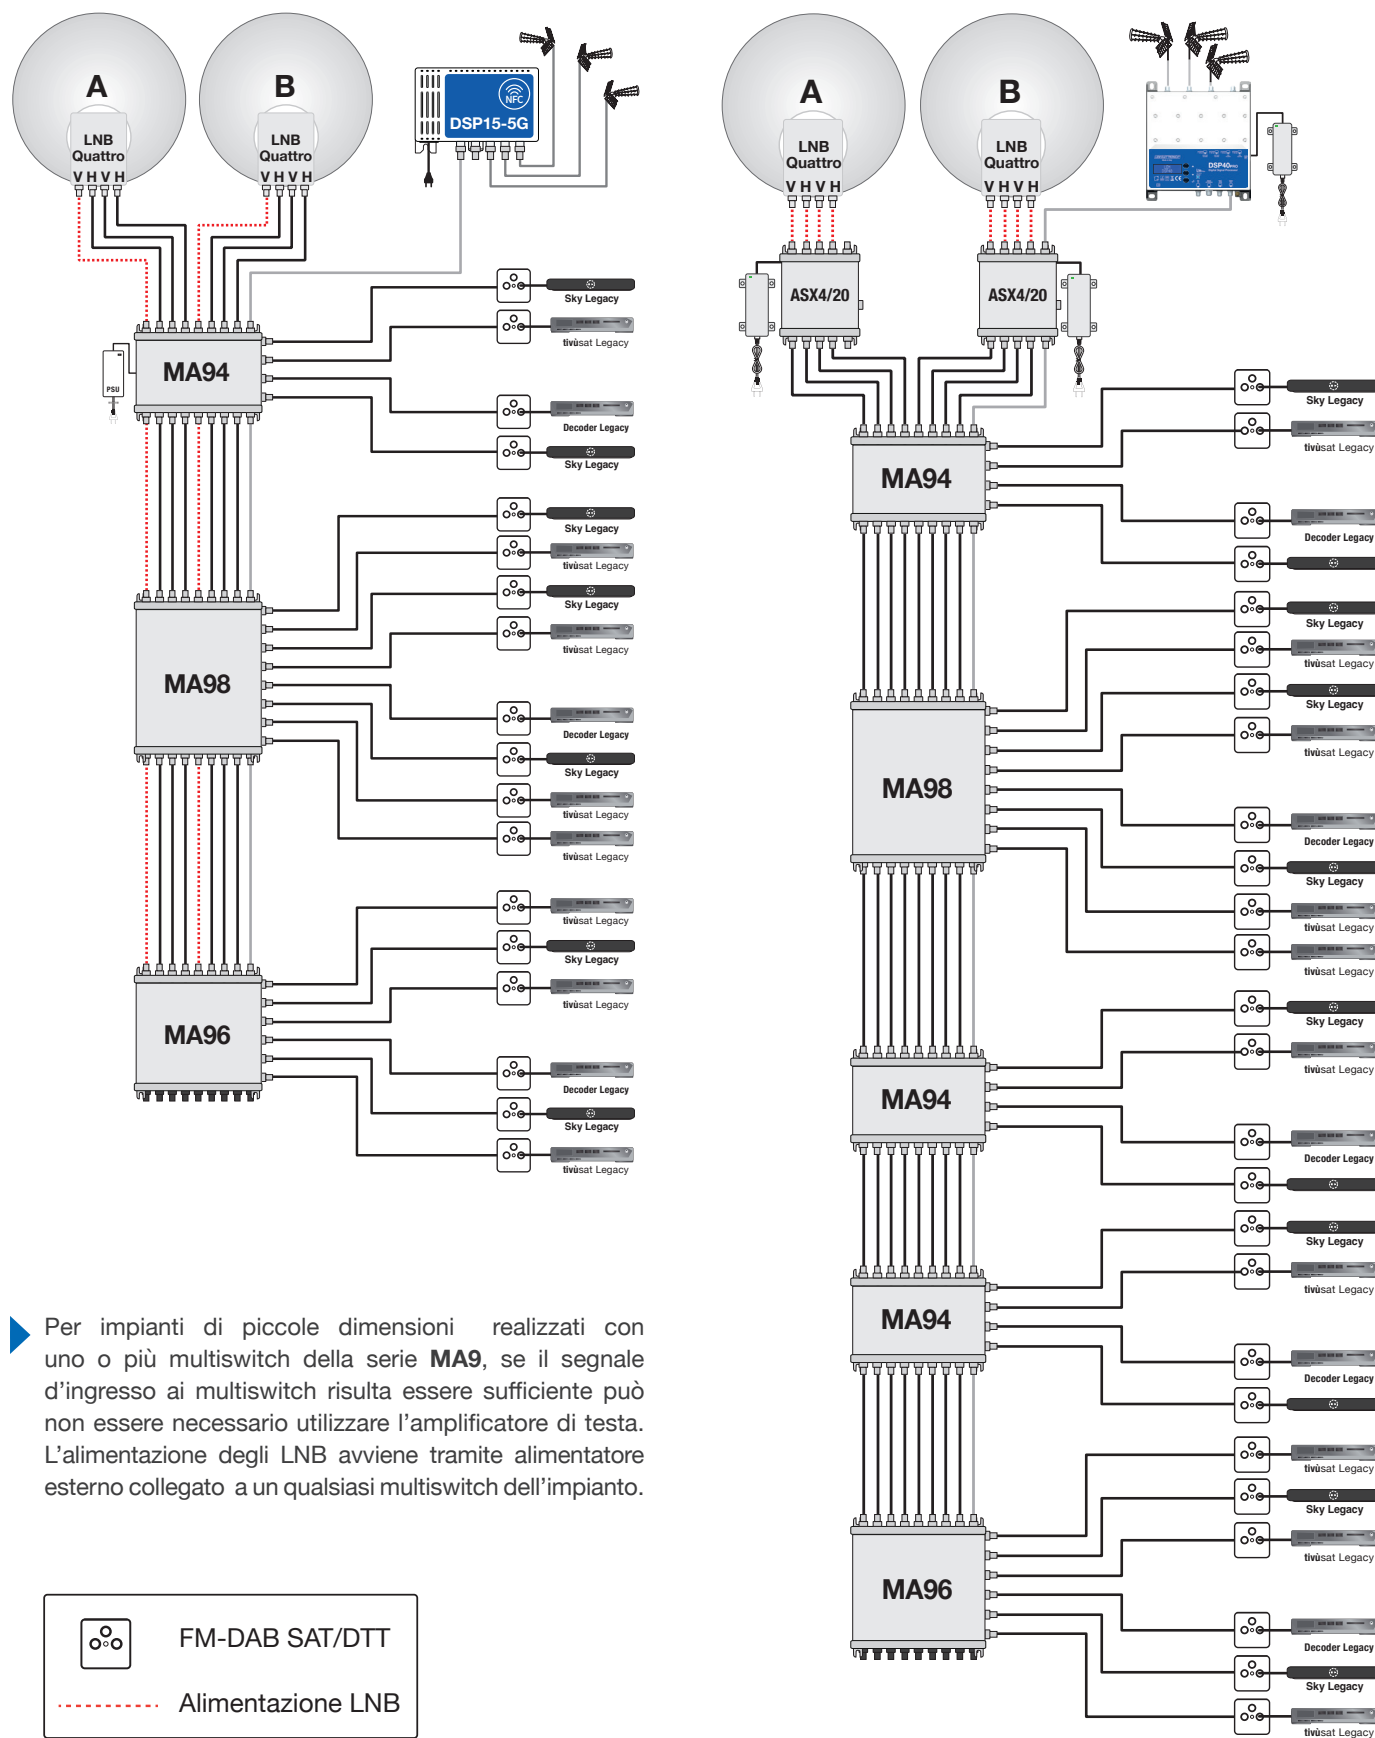 A
B
LNB
Quattro
V H V H
LNB
Quattro
V H V H
NFC
DSP15-5G
MA94
PSU
Sky Legacy
tivùsat Legacy
Decoder Legacy
Sky Legacy
MA98
Sky Legacy
tivùsat Legacy
Sky Legacy
tivùsat Legacy
Decoder Legacy
Sky Legacy
tivùsat Legacy
tivùsat Legacy
MA96
tivùsat Legacy
Sky Legacy
tivùsat Legacy
Decoder Legacy
Sky Legacy
tivùsat Legacy
Per impianti di piccole dimensioni realizzati con
uno o più multiswitch della serie MA9, se il segnale
d'ingresso ai multiswitch risulta essere sufficiente può
non essere necessario utilizzare l'amplificatore di testa.
L'alimentazione degli LNB avviene tramite alimentatore
esterno collegato a un qualsiasi multiswitch dell'impianto.
FM-DAB SAT/DTT
Alimentazione LNB
A
B
LNB
Quattro
V H V H
LNB
Quattro
V H V H
DSP40PRO
ASX4/20
ASX4/20
MA94
Sky Legacy
tivùsat Legacy
Decoder Legacy
MA98
Sky Legacy
tivùsat Legacy
Sky Legacy
tivùsat Legacy
Decoder Legacy
Sky Legacy
tivùsat Legacy
tivùsat Legacy
MA94
Sky Legacy
tivùsat Legacy
Decoder Legacy
MA94
Sky Legacy
tivùsat Legacy
Decoder Legacy
MA96
tivùsat Legacy
Sky Legacy
tivùsat Legacy
Decoder Legacy
Sky Legacy
tivùsat Legacy